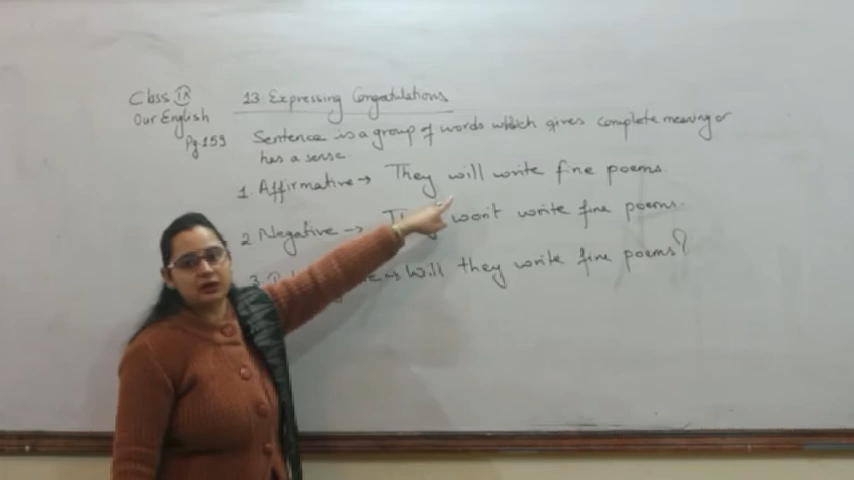 Class IX
13 Expressing Congratulations
Our English
Pg 159
Sentence is a group of words which gives complete meaning or
has a sense
1 Affirmative → They will write fine poems.
2 Negative → won't write fine poems.
3 Will they write fine poems?